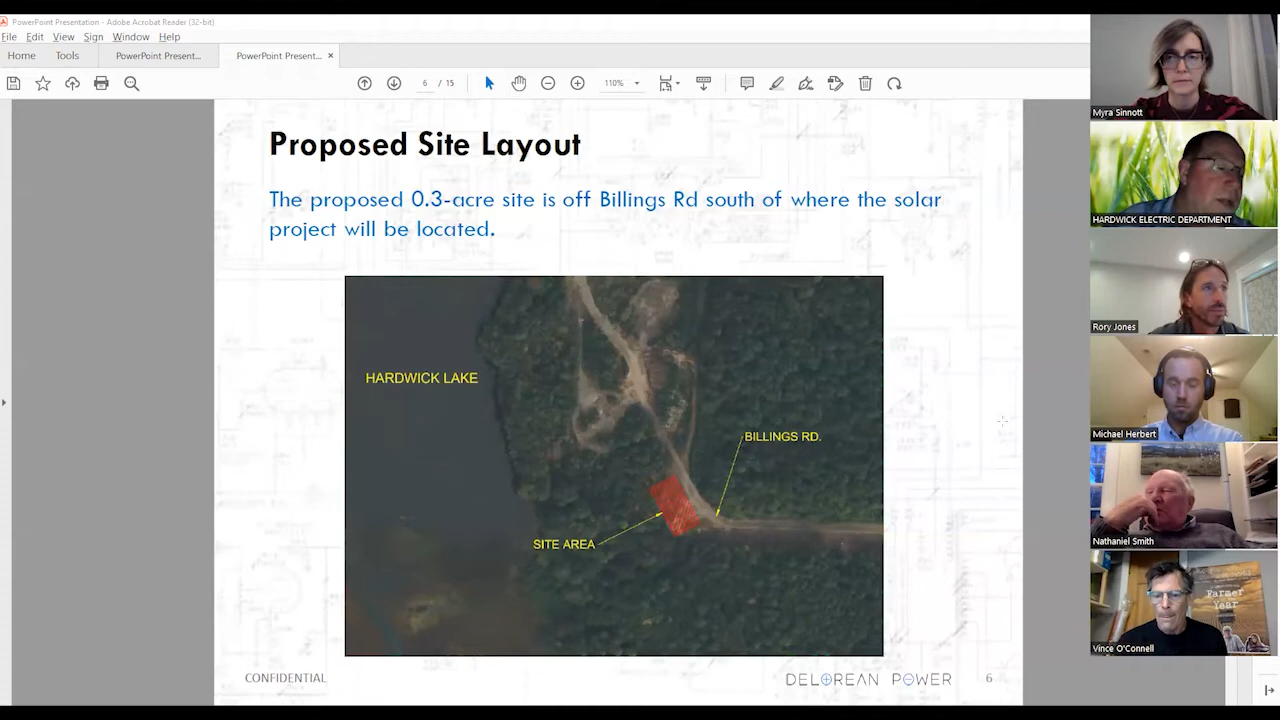 PowerPoint Presentation - Adobe Acrobat Reader (32-bit)
File Edit View Sign Window Help
Home Tools PowerPoint Present... PowerPoint Present... ×
6 / 15 110%
Proposed Site Layout
The proposed 0.3-acre site is off Billings Rd south of where the solar
project will be located.
HARDWICK LAKE
BILLINGS RD.
SITE AREA
CONFIDENTIAL DELOREAN POWER 6
Myra Sinnott
HARDWICK ELECTRIC DEPARTMENT
Rory Jones
Michael Herbert
Nathaniel Smith
Farmer
Year
Vince O'Connell